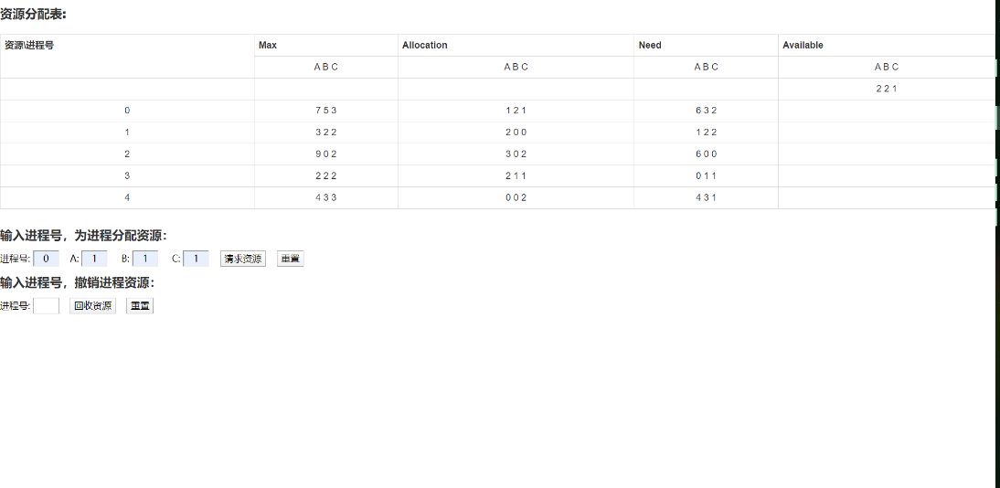 资源分配表:
资源\进程号 Max Allocation Need Available
A B C A B C A B C A B C
2 2 1
0 7 5 3 1 2 1 6 3 2
1 3 2 2 2 0 0 1 2 2
2 9 0 2 3 0 2 6 0 0
3 2 2 2 2 1 1 0 1 1
4 4 3 3 0 0 2 4 3 1
输入进程号，为进程分配资源：
进程号: 0 A: 1 B: 1 C: 1 请求资源 重置
输入进程号，撤销进程资源：
进程号: 回收资源 重置